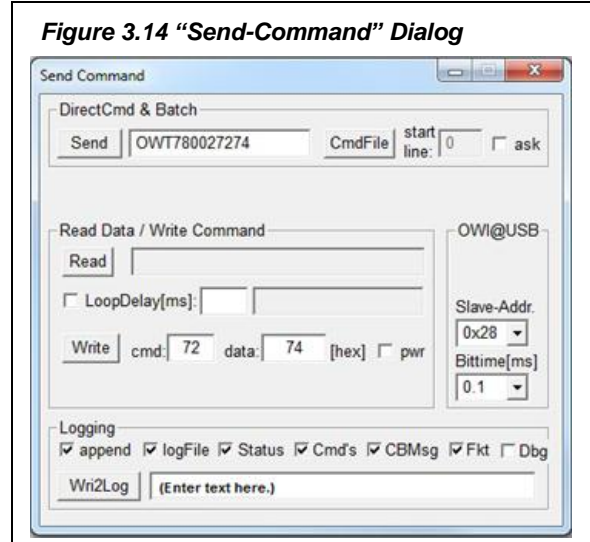 Figure 3.14 “Send-Command” Dialog
Send Command
DirectCmd & Batch
Send OWT780027274 CmdFile start line: 0 ask
Read Data / Write Command
Read
LoopDelay[ms]:
Write cmd: 72 data: 74 [hex] pwr
OWI@USB
Slave-Addr.
0x28
Bittime[ms]
0.1
Logging
append logFile Status Cmd's CBMsg Fkt Dbg
Wri2Log (Enter text here.)